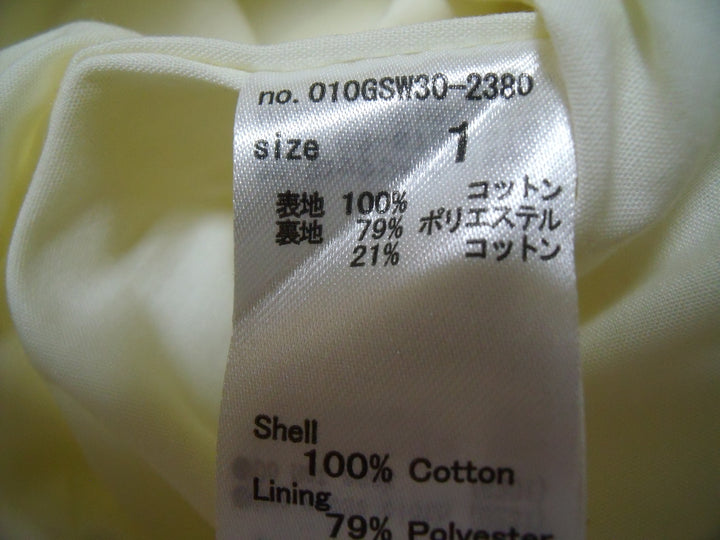 no. 010GSW30-2380
size 1
表地 100% コットン
裏地 79% ポリエステル
21% コットン
Shell
100% Cotton
Lining
79% Polyester